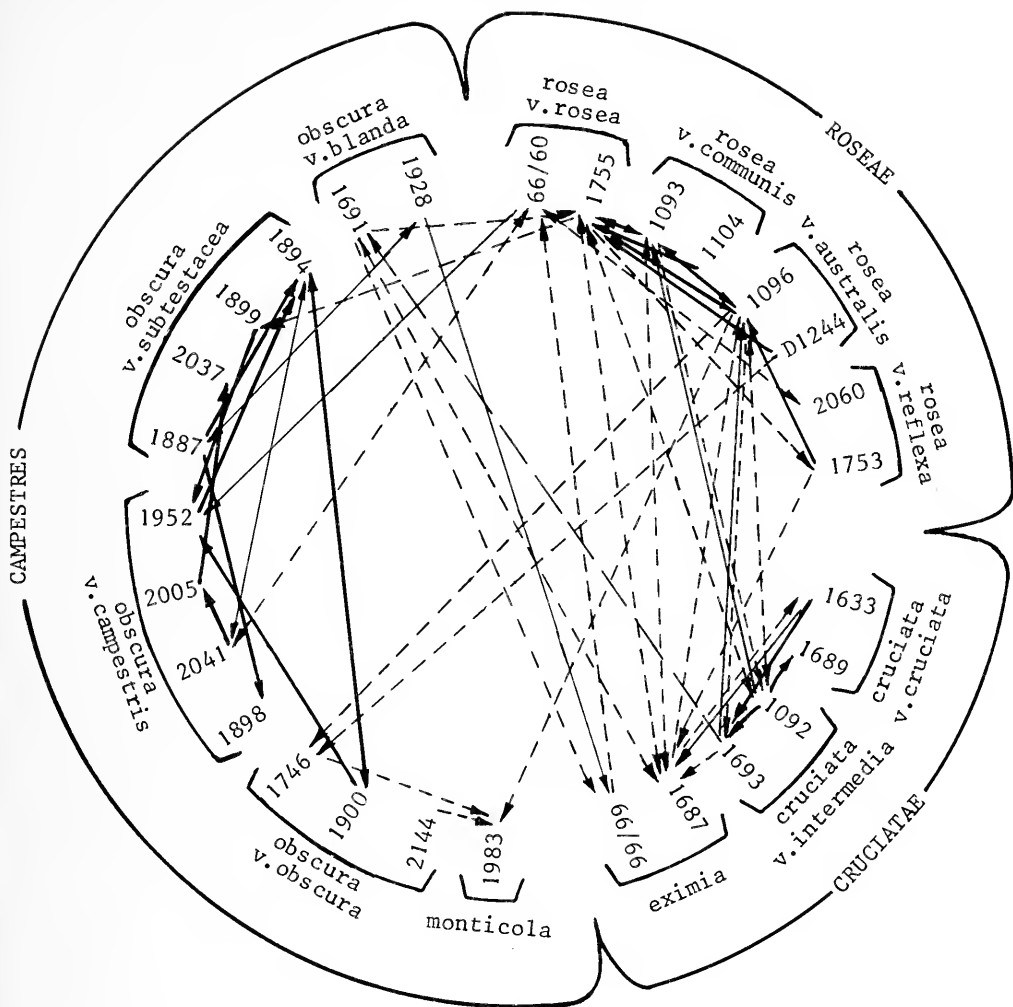 CAMPESTRES
ROSEAE
CRUCIATAE
obscura
v.blanda
1691
1928
rosea
v.rosea
66/60
1755
rosea
v.communis
1093
1104
rosea
v.australis
1096
D1244
rosea
v.reflexa
2060
1753
cruciata
v.cruciata
1633
1689
cruciata
v.intermedia
1092
1693
eximia
1687
66/66
monticola
1983
obscura
v.obscura
2144
1900
1746
obscura
v.campestris
1898
2041
2005
1952
obscura
v.subtestacea
1887
2037
1899
1894